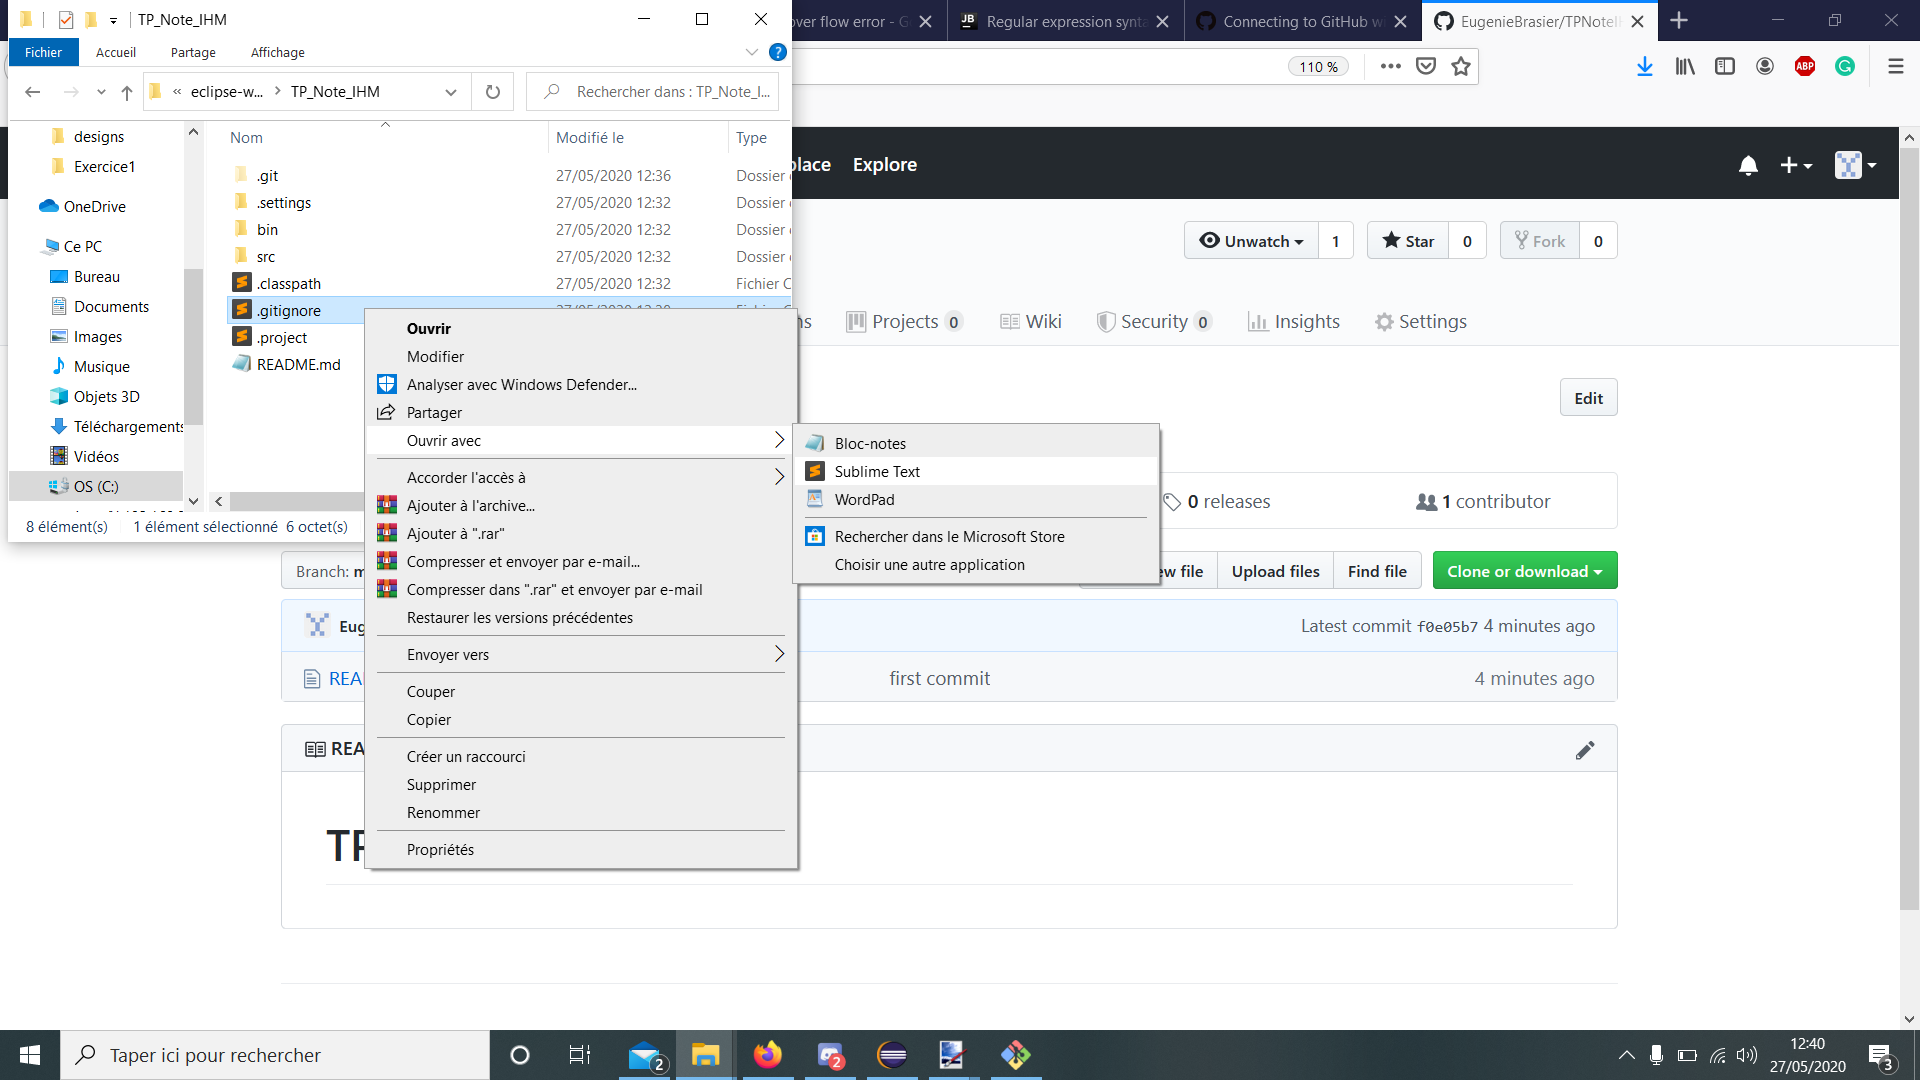 TP_Note_IHM
Fichier
Accueil
Partage
Affichage
eclipse-w...
TP_Note_IHM
Rechercher dans : TP_Note_I...
designs
Exercice1
OneDrive
Ce PC
Bureau
Documents
Images
Musique
Objets 3D
Téléchargements
Vidéos
OS (C:)
Nom
Modifié le
Type
.git 27/05/2020 12:36 Dossier
.settings 27/05/2020 12:32 Dossier
bin 27/05/2020 12:32 Dossier
src 27/05/2020 12:32 Dossier
.classpath 27/05/2020 12:32 Fichier C
.gitignore
.project
README.md
8 élément(s) 1 élément sélectionné 6 octet(s)
Ouvrir
Modifier
Analyser avec Windows Defender...
Partager
Ouvrir avec
Accorder l'accès à
Ajouter à l'archive...
Ajouter à ".rar"
Compresser et envoyer par e-mail...
Compresser dans ".rar" et envoyer par e-mail
Restaurer les versions précédentes
Envoyer vers
Couper
Copier
Créer un raccourci
Supprimer
Renommer
Propriétés
Bloc-notes
Sublime Text
WordPad
Rechercher dans le Microsoft Store
Choisir une autre application
over flow error - G
Regular expression synta
Connecting to GitHub w
EugenieBrasier/TPNoteI
110 %
ABP
place
Explore
Unwatch 1
Star 0
Fork 0
ns
Projects 0
Wiki
Security 0
Insights
Settings
Edit
0 releases
1 contributor
Branch: m
ew file
Upload files
Find file
Clone or download
Eug
Latest commit f0e05b7 4 minutes ago
REA
first commit
4 minutes ago
REA
TP
Taper ici pour rechercher
2
2
12:40
27/05/2020
3